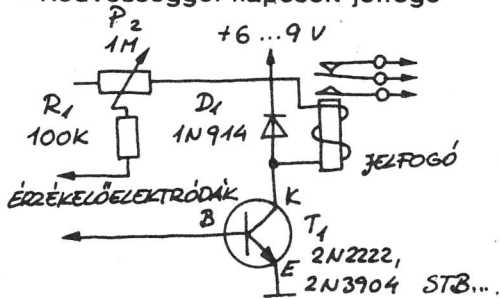 P2
1M
+6...9 V
R1
100K
D1
1N914
JELFOGÓ
ÉRZÉKELŐELEKTRÓDÁK
B
K
T1
2N2222,
E
2N3904 STB...